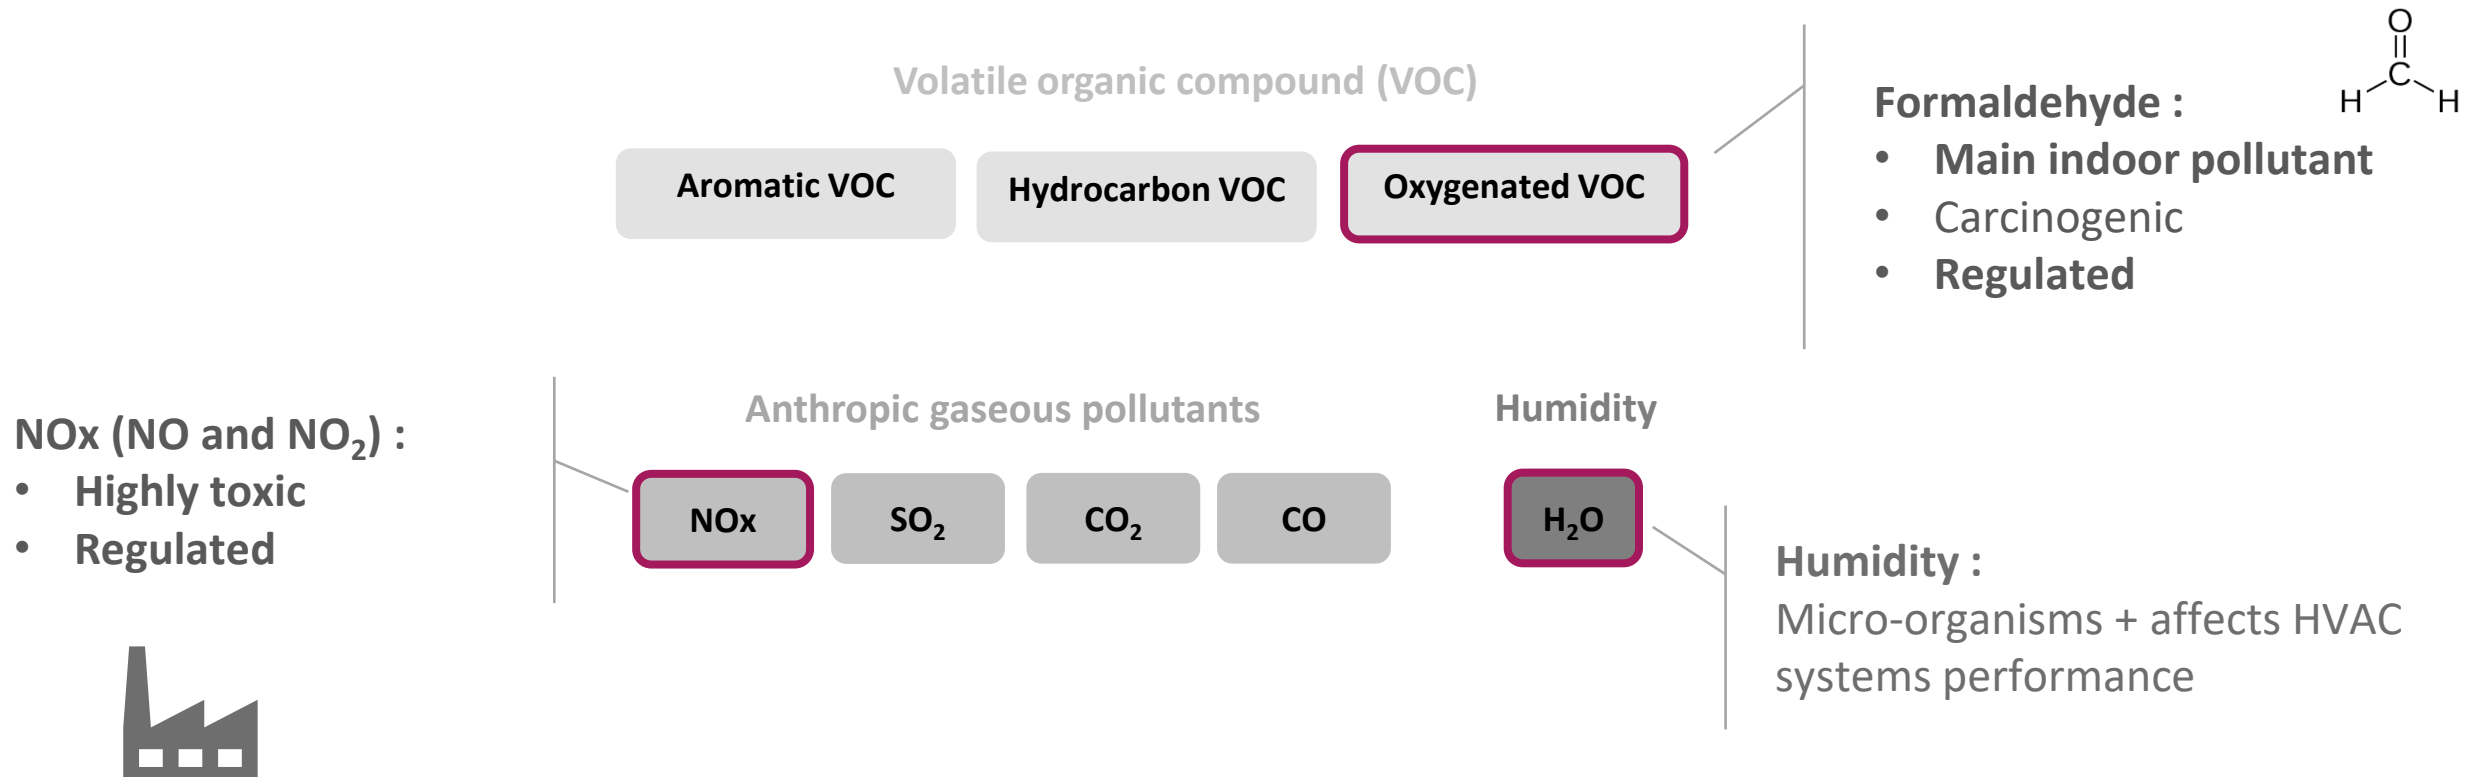 Volatile organic compound (VOC)
Aromatic VOC
Hydrocarbon VOC
Oxygenated VOC
O
C
H
H
Formaldehyde :
• Main indoor pollutant
• Carcinogenic
• Regulated
NOx (NO and NO₂) :
• Highly toxic
• Regulated
Anthropic gaseous pollutants
NOx
SO₂
CO₂
CO
Humidity
H₂O
Humidity :
Micro-organisms + affects HVAC
systems performance